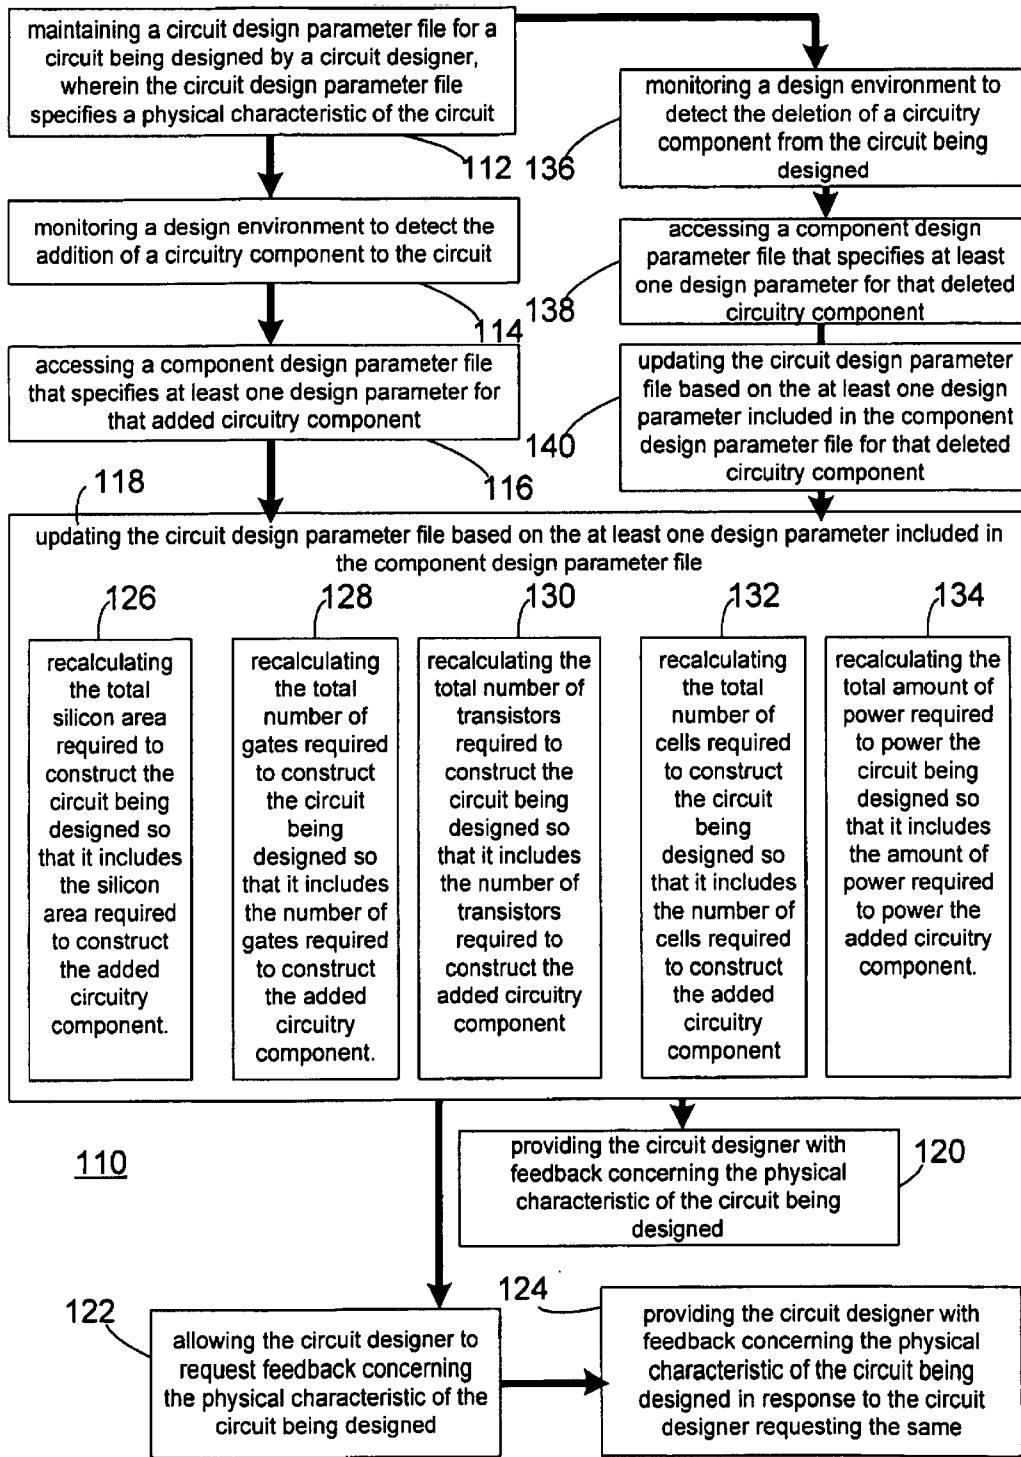 maintaining a circuit design parameter file for a
circuit being designed by a circuit designer,
wherein the circuit design parameter file
specifies a physical characteristic of the circuit
112
monitoring a design environment to detect the
addition of a circuitry component to the circuit
114
accessing a component design parameter file
that specifies at least one design parameter for
that added circuitry component
116
monitoring a design environment to
detect the deletion of a circuitry
component from the circuit being
designed
136
accessing a component design
parameter file that specifies at least
one design parameter for that deleted
circuitry component
138
updating the circuit design parameter
file based on the at least one design
parameter included in the component
design parameter file for that deleted
circuitry component
140
118
updating the circuit design parameter file based on the at least one design parameter included in
the component design parameter file
126
recalculating
the total
silicon area
required to
construct the
circuit being
designed so
that it includes
the silicon
area required
to construct
the added
circuitry
component.
128
recalculating
the total
number of
gates required
to construct
the circuit
being
designed so
that it includes
the number of
gates required
to construct
the added
circuitry
component.
130
recalculating the
total number of
transistors
required to
construct the
circuit being
designed so
that it includes
the number of
transistors
required to
construct the
added circuitry
component
132
recalculating
the total
number of
cells required
to construct
the circuit
being
designed so
that it includes
the number of
cells required
to construct
the added
circuitry
component
134
recalculating the
total amount of
power required
to power the
circuit being
designed so
that it includes
the amount of
power required
to power the
added circuitry
component.
110
providing the circuit designer with
feedback concerning the physical
characteristic of the circuit being
designed
120
122
allowing the circuit designer to
request feedback concerning
the physical characteristic of the
circuit being designed
124
providing the circuit designer with
feedback concerning the physical
characteristic of the circuit being
designed in response to the circuit
designer requesting the same